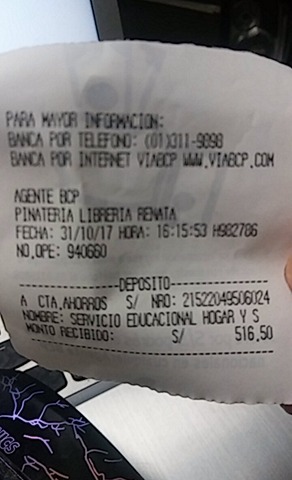 PARA MAYOR INFORMACION:
BANCA POR TELEFONO: (01)311-9898
BANCA POR INTERNET VIABCP WWW.VIABCP.COM
AGENTE BCP
PINATERIA LIBRERIA RENATA
FECHA: 31/10/17 HORA: 16:15:53 H982786
NO.OPE: 940660
DEPOSITO
A CTA.AHORROS S/ NRO: 21522049506024
NOMBRE: SERVICIO EDUCACIONAL HOGAR Y S
MONTO RECIBIDO: S/ 516.50